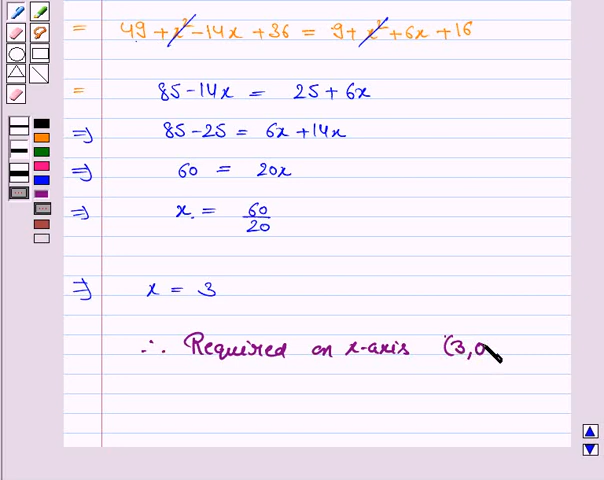 = 49 + x² - 14x + 36 = 9 + x² + 6x + 16
= 85 - 14x = 25 + 6x
⇒ 85 - 25 = 6x + 14x
⇒ 60 = 20x
⇒ x = 60/20
⇒ x = 3
∴ Required on x-axis (3,0